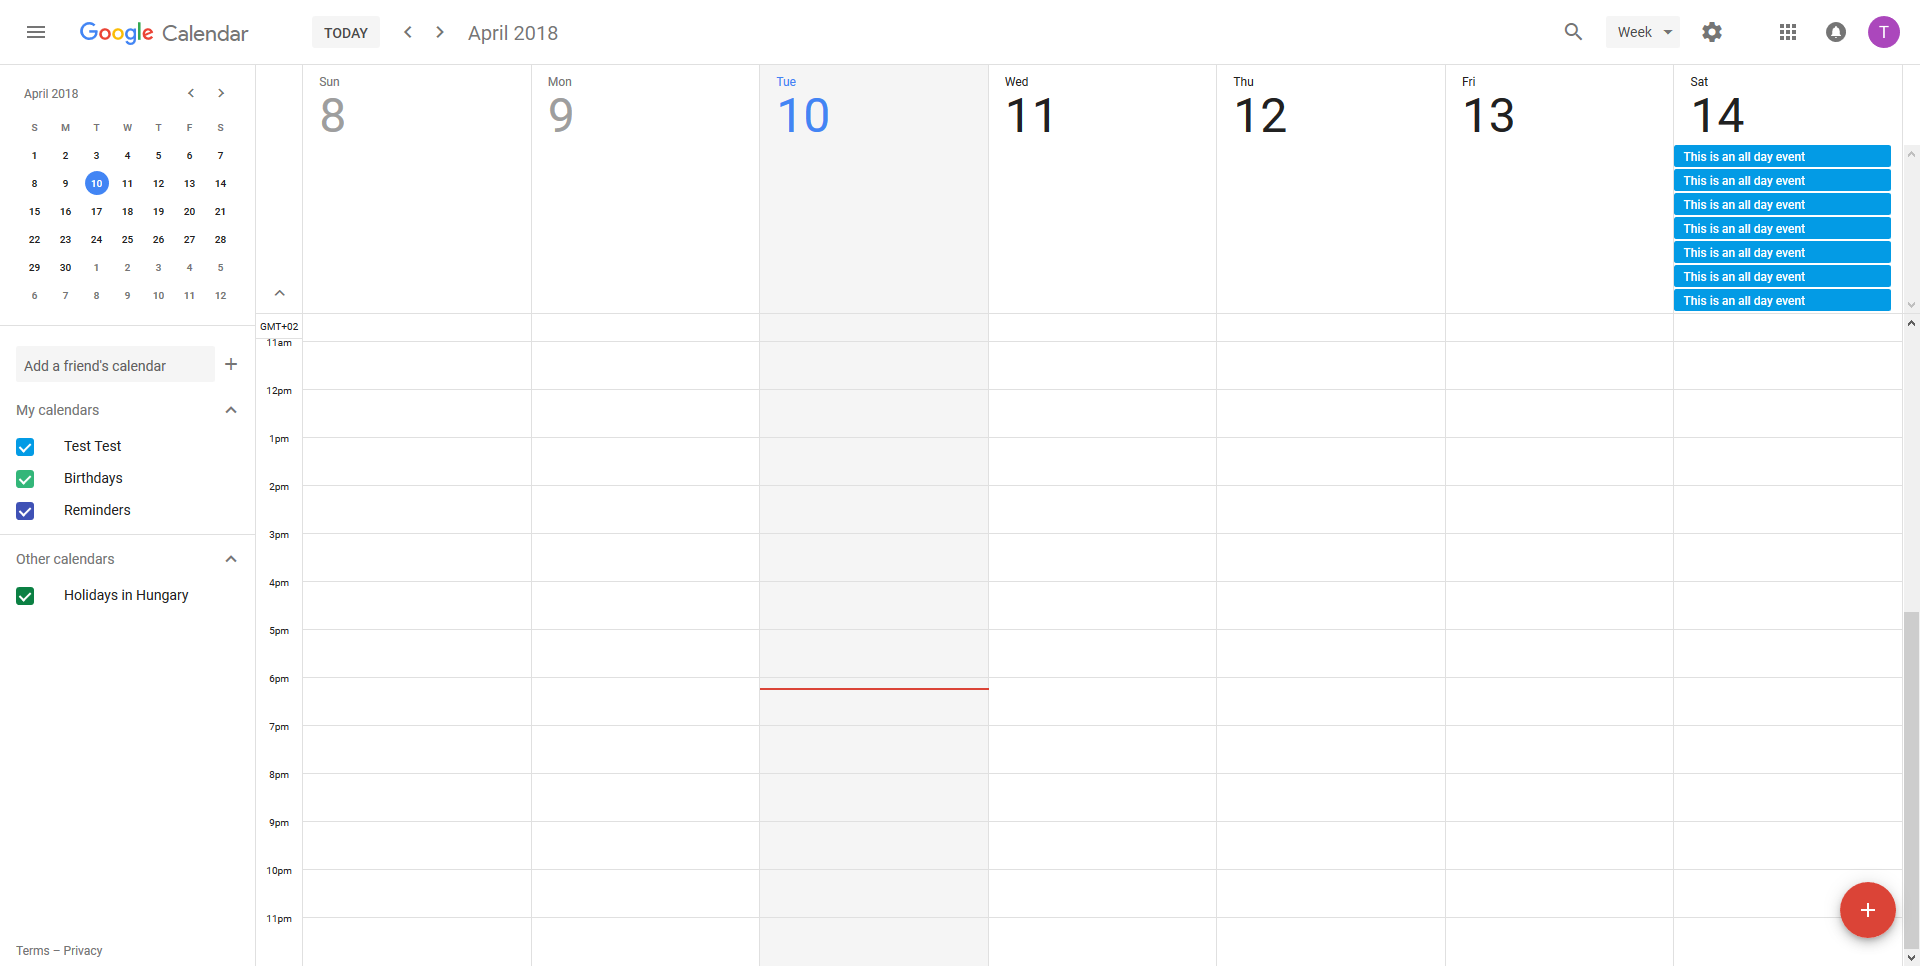 Google Calendar
TODAY
April 2018
Week
T
April 2018
S M T W T F S
1 2 3 4 5 6 7
8 9 10 11 12 13 14
15 16 17 18 19 20 21
22 23 24 25 26 27 28
29 30 1 2 3 4 5
6 7 8 9 10 11 12
Add a friend's calendar
My calendars
Test Test
Birthdays
Reminders
Other calendars
Holidays in Hungary
Terms – Privacy
Sun Mon Tue Wed Thu Fri Sat
8 9 10 11 12 13 14
This is an all day event
This is an all day event
This is an all day event
This is an all day event
This is an all day event
This is an all day event
This is an all day event
GMT+02
11am
12pm
1pm
2pm
3pm
4pm
5pm
6pm
7pm
8pm
9pm
10pm
11pm